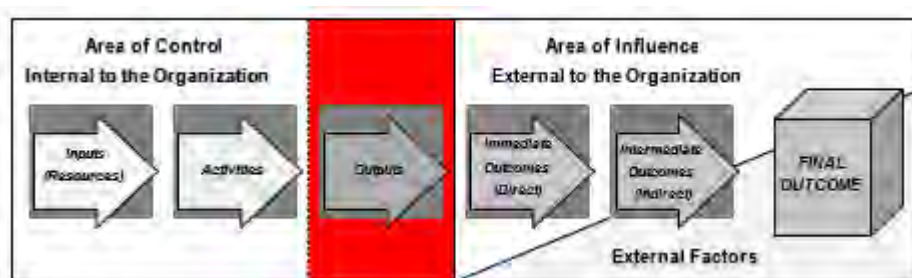 Area of Control
Internal to the Organization
Area of Influence
External to the Organization
Inputs
(Resources)
Activities
Outputs
Immediate
Outcomes
(Direct)
Intermediate
Outcomes
(Indirect)
FINAL
OUTCOME
External Factors